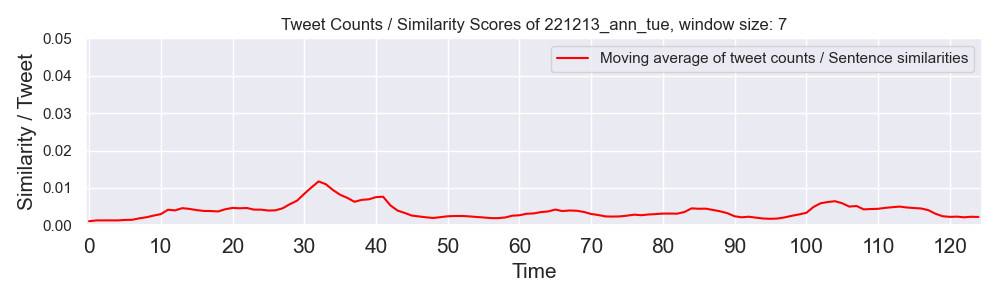 Tweet Counts / Similarity Scores of 221213_ann_tue, window size: 7
Moving average of tweet counts / Sentence similarities
Similarity / Tweet
0.05
0.04
0.03
0.02
0.01
0.00
0 10 20 30 40 50 60 70 80 90 100 110 120
Time